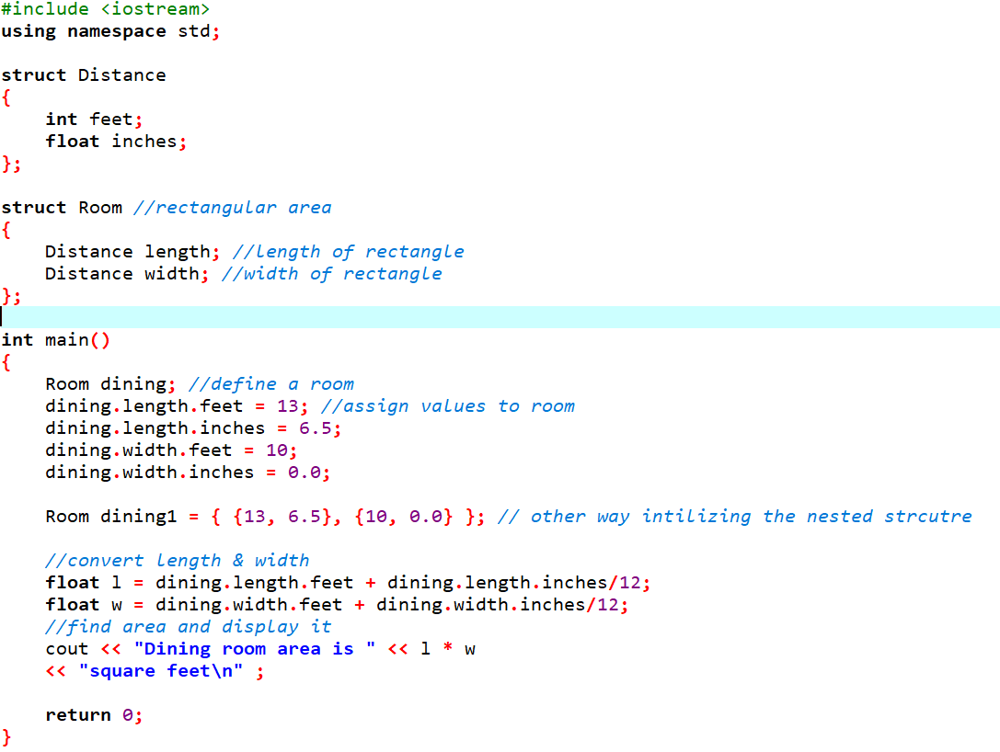 #include <iostream>
using namespace std;

struct Distance
{
    int feet;
    float inches;
};

struct Room //rectangular area
{
    Distance length; //length of rectangle
    Distance width; //width of rectangle
};

int main()
{
    Room dining; //define a room
    dining.length.feet = 13; //assign values to room
    dining.length.inches = 6.5;
    dining.width.feet = 10;
    dining.width.inches = 0.0;

    Room dining1 = { {13, 6.5}, {10, 0.0} }; // other way intilizing the nested strcutre

    //convert length & width
    float l = dining.length.feet + dining.length.inches/12;
    float w = dining.width.feet + dining.width.inches/12;
    //find area and display it
    cout << "Dining room area is " << l * w
    << "square feet\n" ;

    return 0;
}